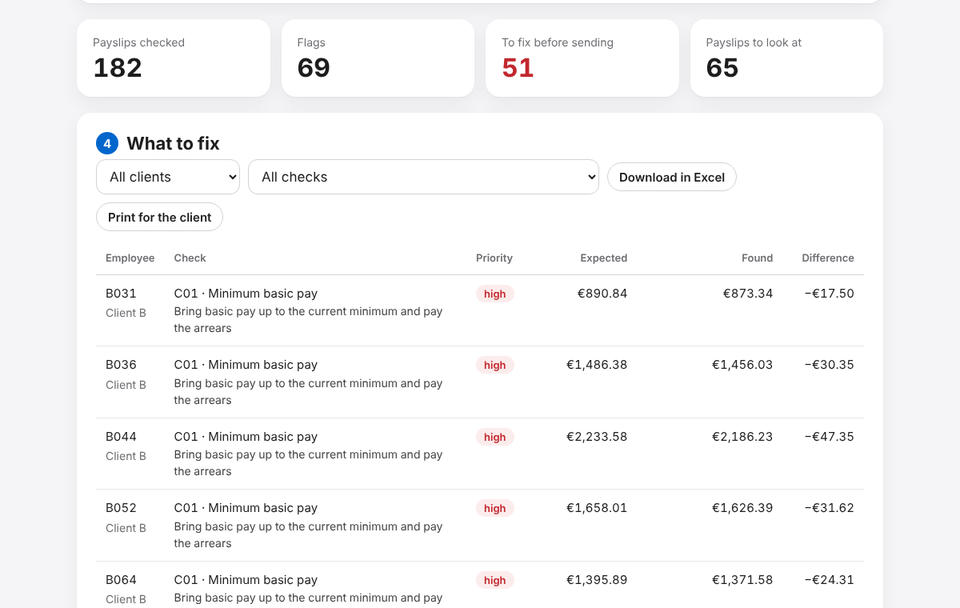 Payslips checked
182
Flags
69
To fix before sending
51
Payslips to look at
65
4 What to fix
All clients
All checks
Download in Excel
Print for the client
Employee Check Priority Expected Found Difference
B031 C01 · Minimum basic pay high €890.84 €873.34 −€17.50
Client B Bring basic pay up to the current minimum and pay
the arrears
B036 C01 · Minimum basic pay high €1,486.38 €1,456.03 −€30.35
Client B Bring basic pay up to the current minimum and pay
the arrears
B044 C01 · Minimum basic pay high €2,233.58 €2,186.23 −€47.35
Client B Bring basic pay up to the current minimum and pay
the arrears
B052 C01 · Minimum basic pay high €1,658.01 €1,626.39 −€31.62
Client B Bring basic pay up to the current minimum and pay
the arrears
B064 C01 · Minimum basic pay high €1,395.89 €1,371.58 −€24.31
Client B Bring basic pay up to the current minimum and pay